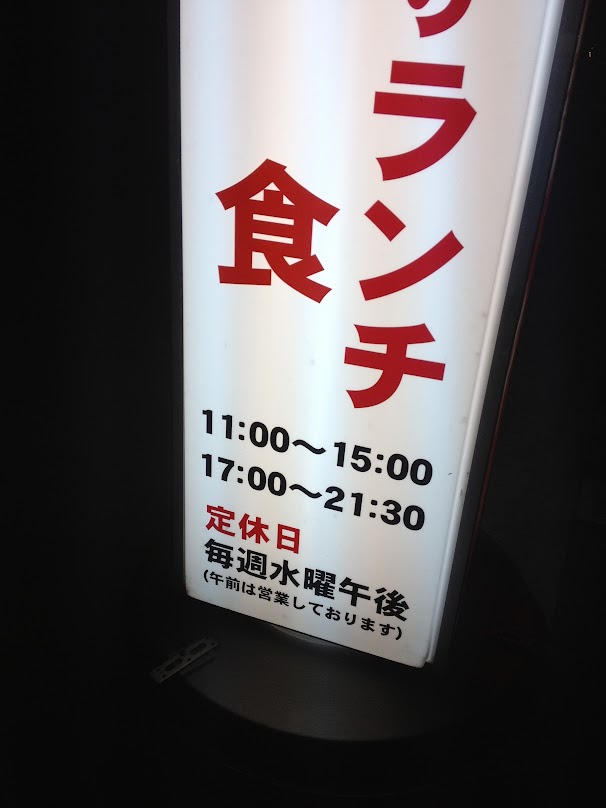 ランチ
食
11:00～15:00
17:00～21:30
定休日
毎週水曜午後
(午前は営業しております)